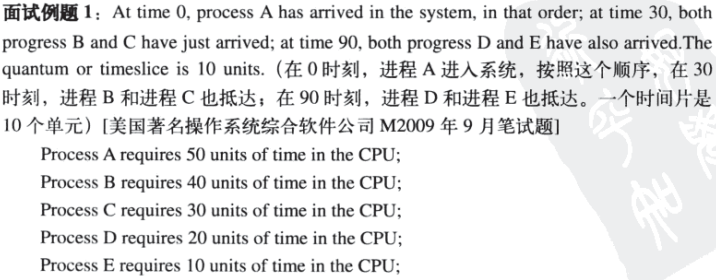 面试例题 1：At time 0, process A has arrived in the system, in that order; at time 30, both
progress B and C have just arrived; at time 90, both progress D and E have also arrived.The
quantum or timeslice is 10 units.（在 0 时刻，进程 A 进入系统，按照这个顺序，在 30
时刻，进程 B 和进程 C 也抵达；在 90 时刻，进程 D 和进程 E 也抵达。一个时间片是
10 个单元）[美国著名操作系统综合软件公司 M2009 年 9 月笔试题]
Process A requires 50 units of time in the CPU;
Process B requires 40 units of time in the CPU;
Process C requires 30 units of time in the CPU;
Process D requires 20 units of time in the CPU;
Process E requires 10 units of time in the CPU;